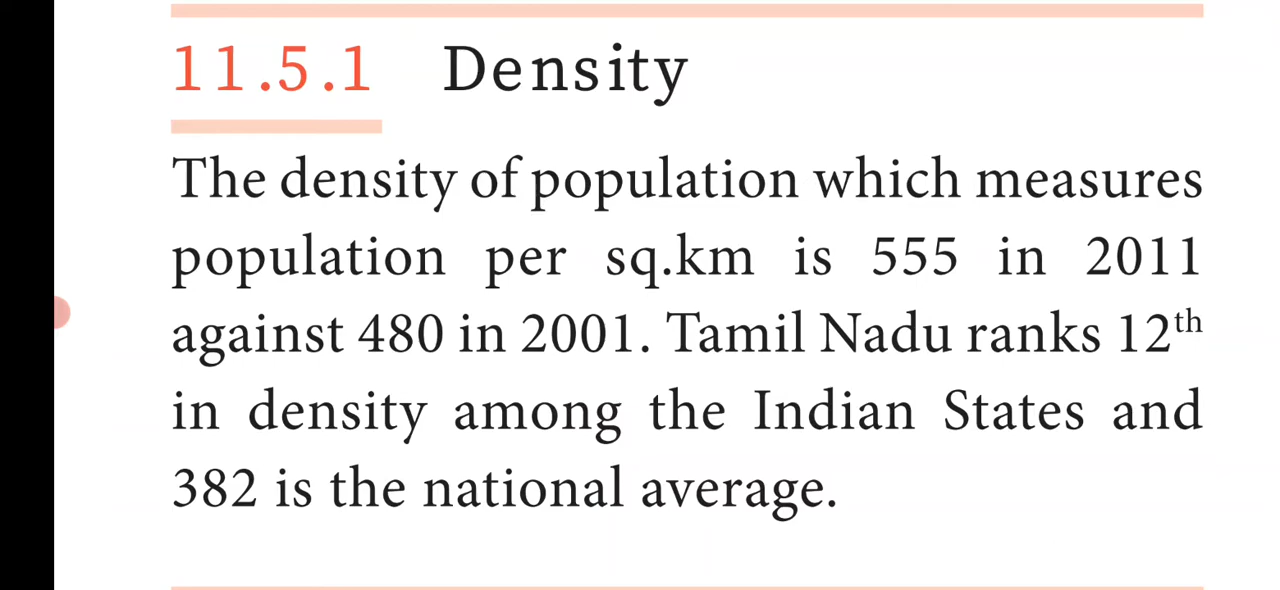 11.5.1 Density
The density of population which measures
population per sq.km is 555 in 2011
against 480 in 2001. Tamil Nadu ranks 12th
in density among the Indian States and
382 is the national average.